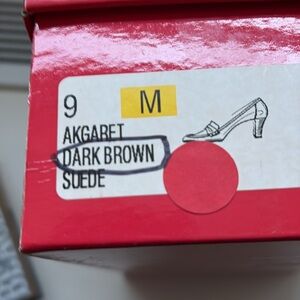 9 M
AKGARET
DARK BROWN
SUEDE